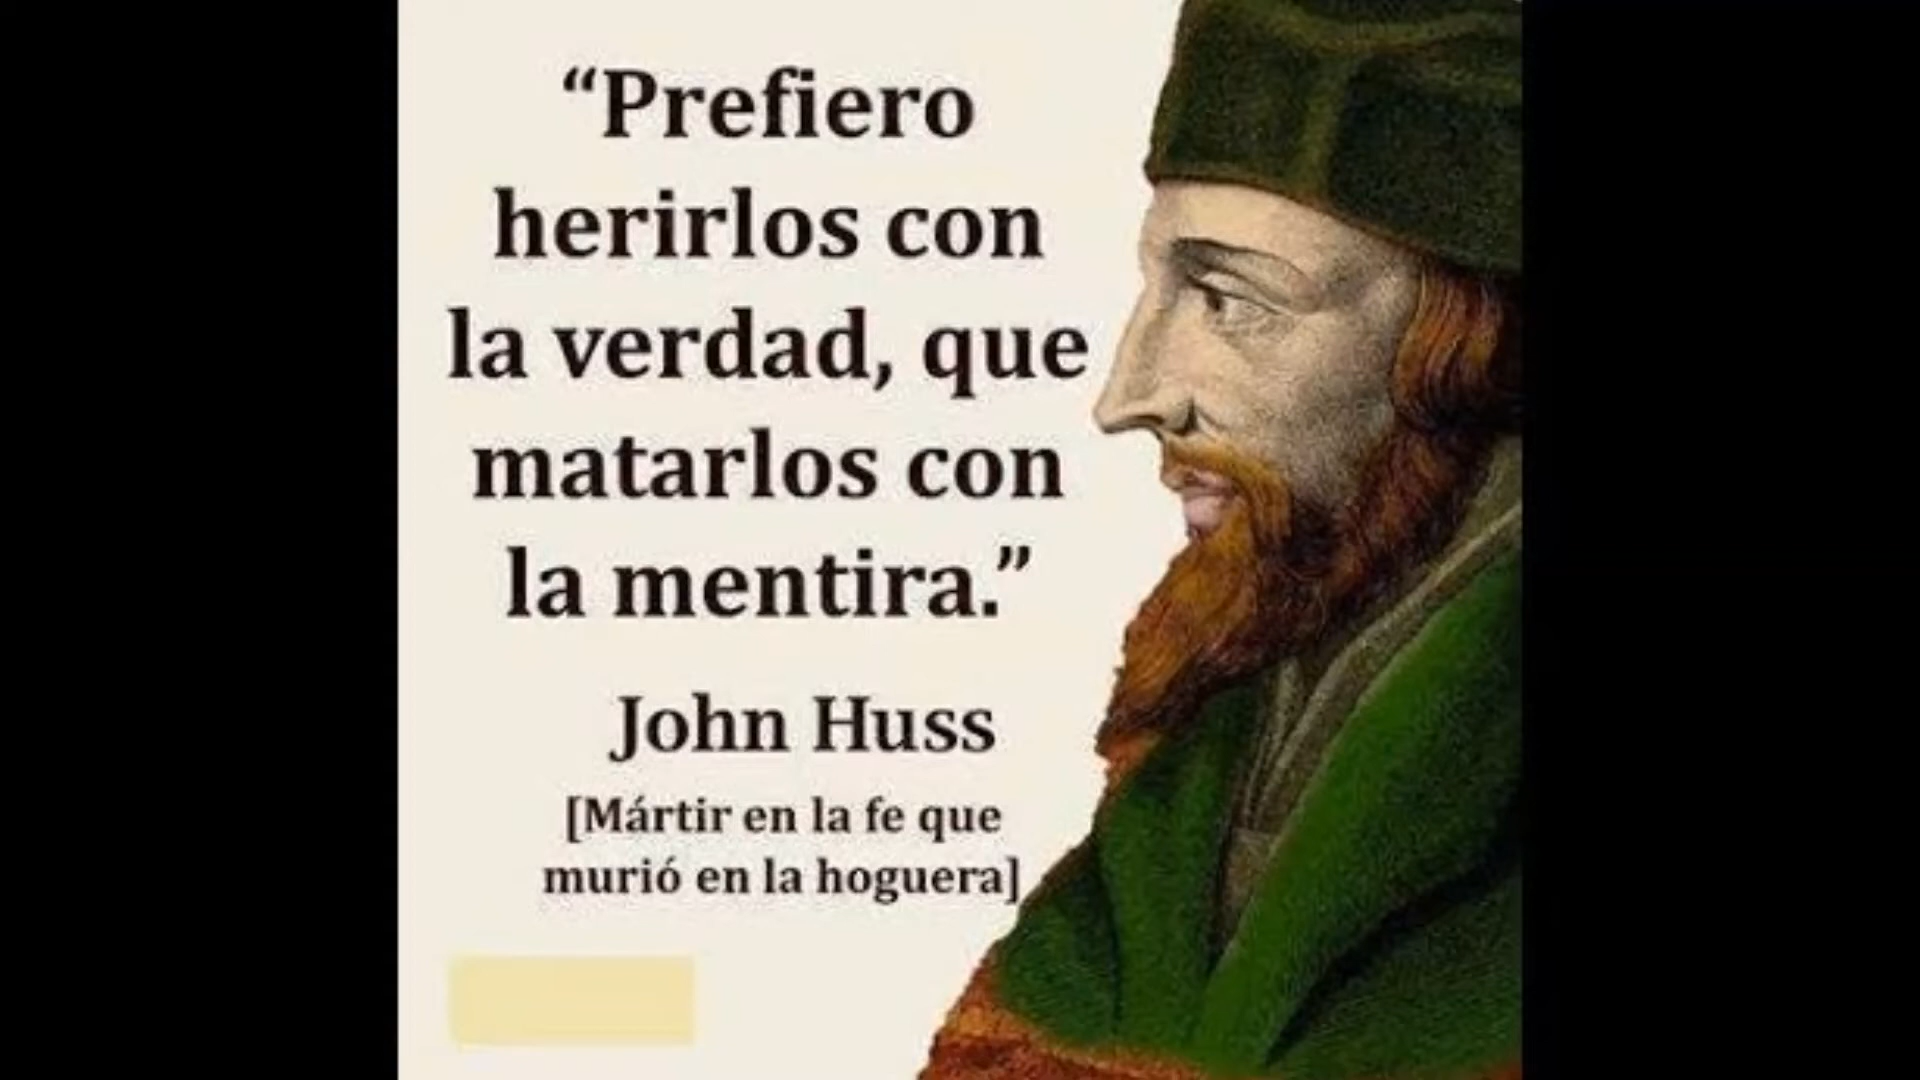 “Prefiero
herirlos con
la verdad, que
matarlos con
la mentira.”
John Huss
[Mártir en la fe que
murió en la hoguera]